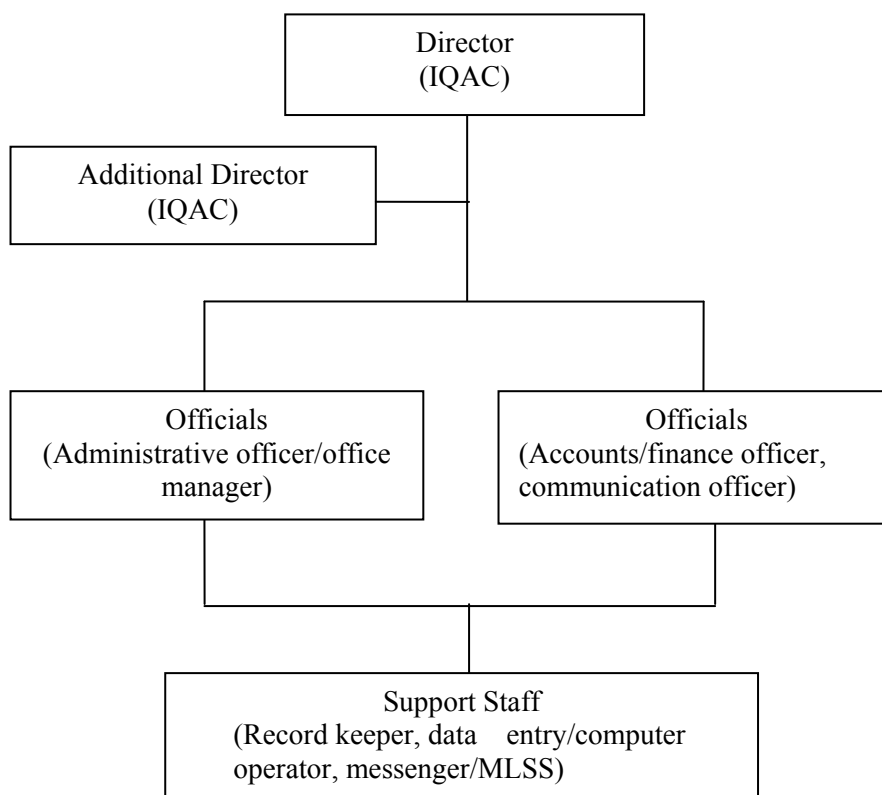 Director
(IQAC)
Additional Director
(IQAC)
Officials
(Administrative officer/office
manager)
Officials
(Accounts/finance officer,
communication officer)
Support Staff
(Record keeper, data entry/computer
operator, messenger/MLSS)